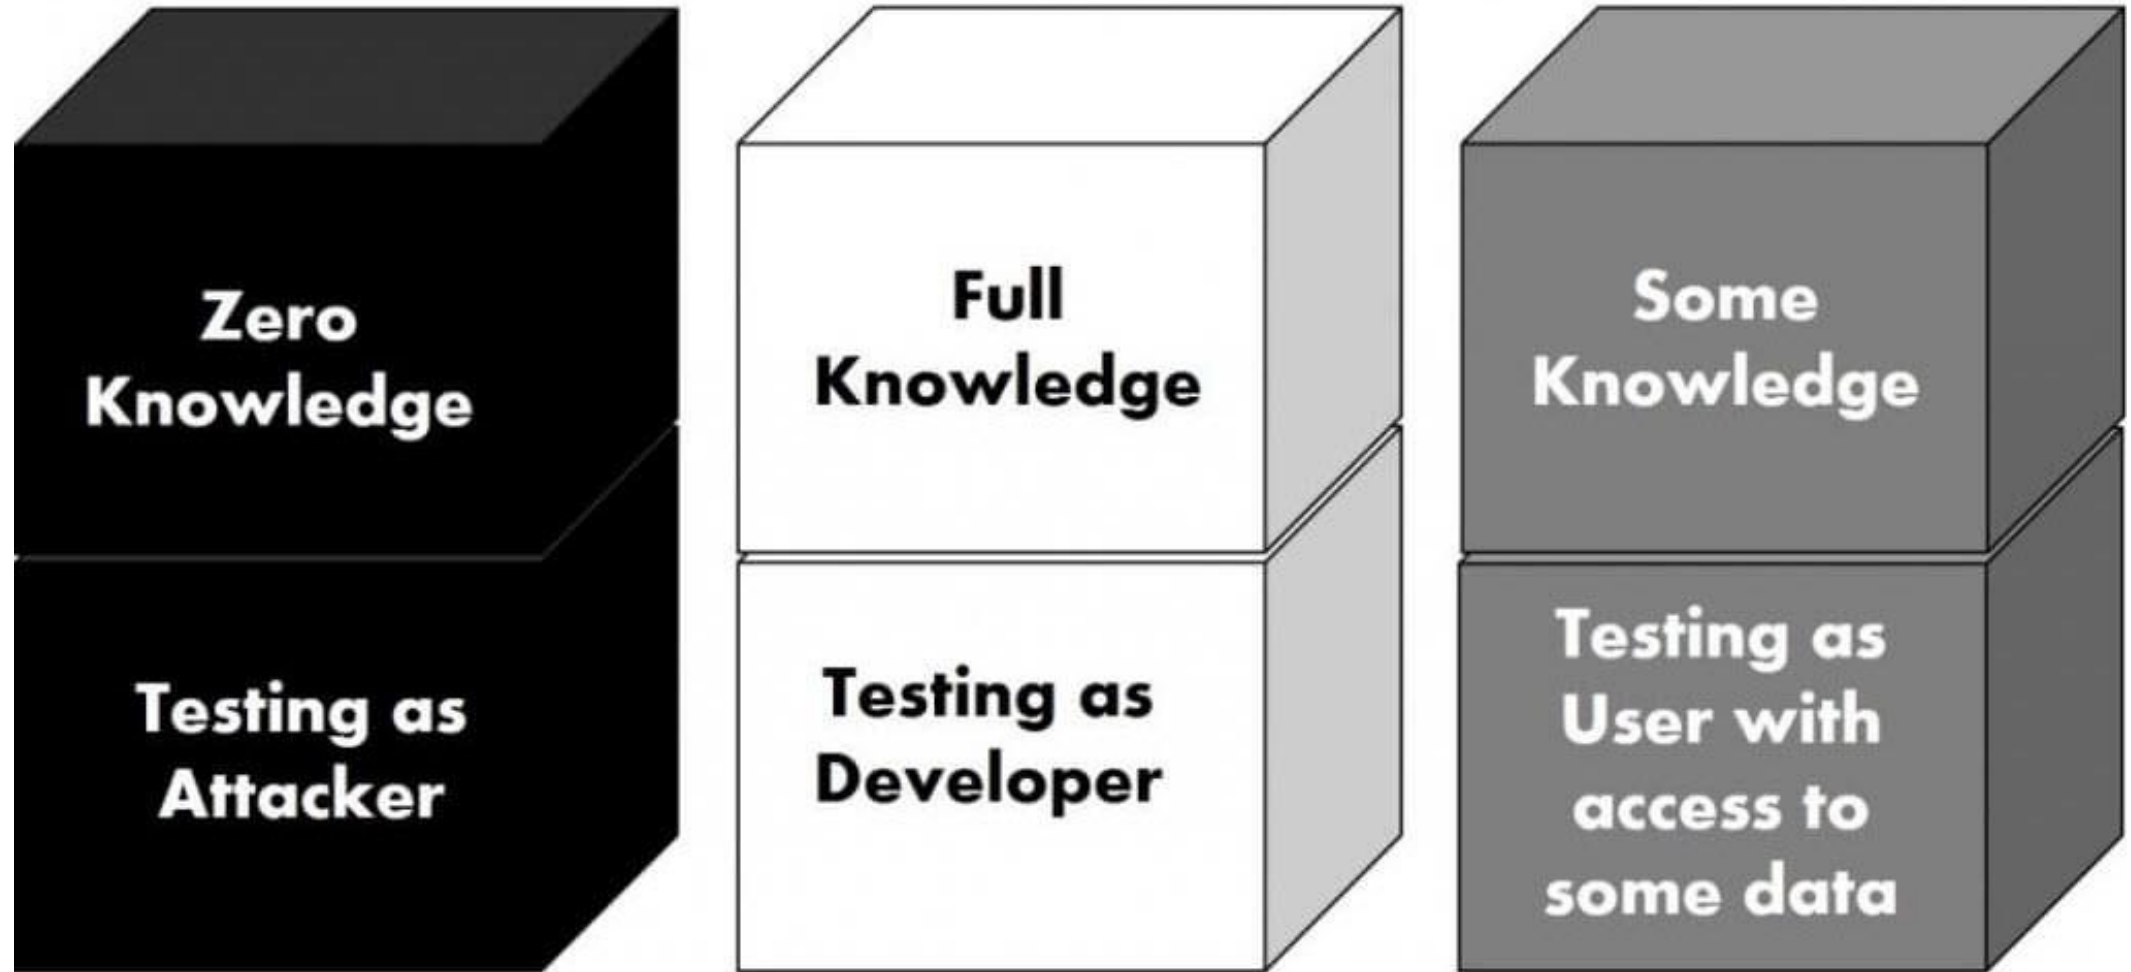 Zero
Knowledge
Testing as
Attacker
Full
Knowledge
Testing as
Developer
Some
Knowledge
Testing as
User with
access to
some data